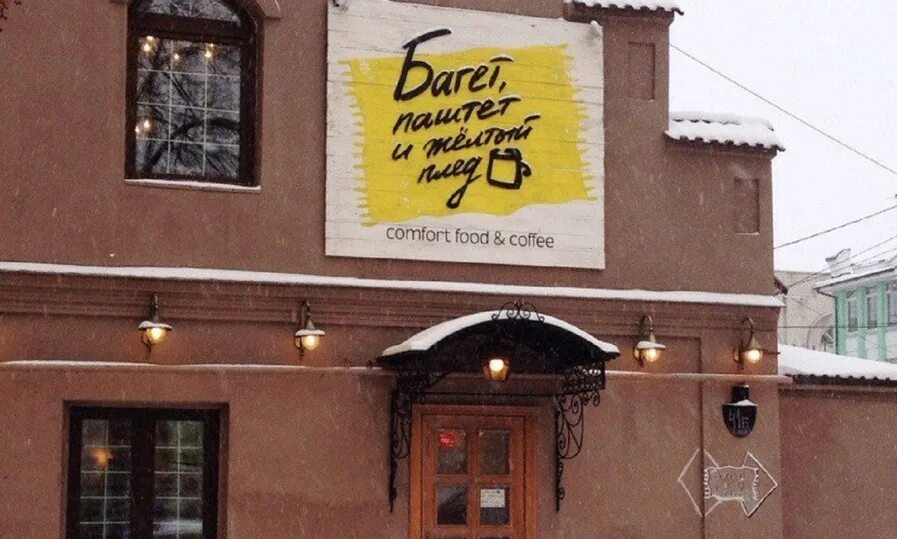 Багет,
паштет
и жёлтый
плед
comfort food & coffee